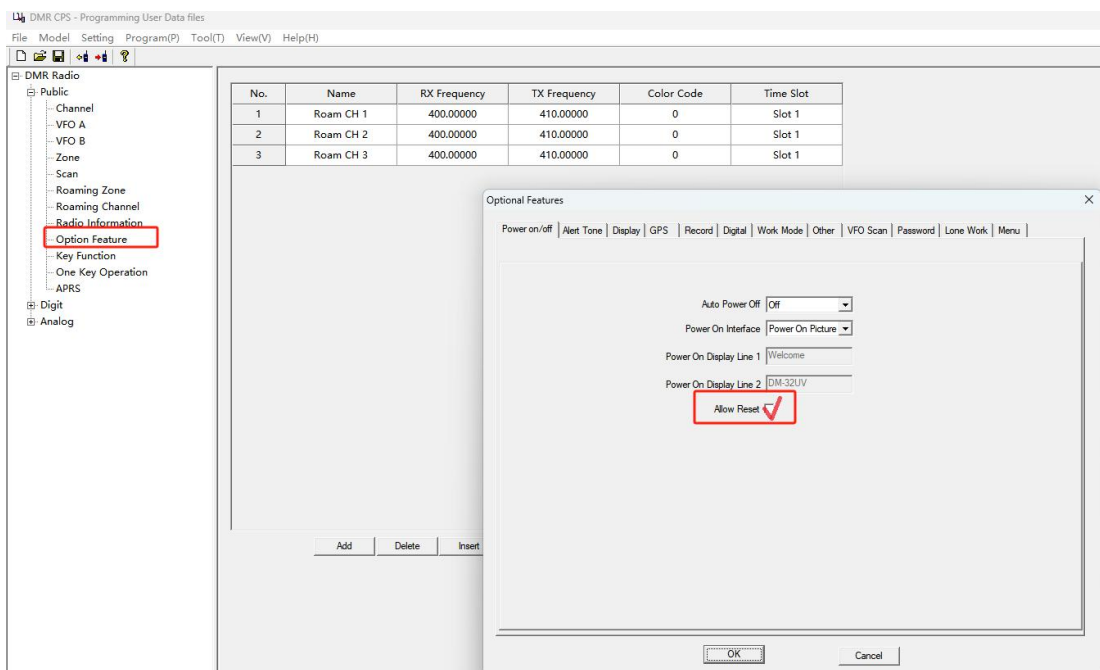 DMR CPS - Programming User Data files
File Model Setting Program(P) Tool(T) View(V) Help(H)
DMR Radio
Public
Channel
VFO A
VFO B
Zone
Scan
Roaming Zone
Roaming Channel
Radio Information
Option Feature
Key Function
One Key Operation
APRS
Digit
Analog
No. Name RX Frequency TX Frequency Color Code Time Slot
1 Roam CH 1 400.00000 410.00000 0 Slot 1
2 Roam CH 2 400.00000 410.00000 0 Slot 1
3 Roam CH 3 400.00000 410.00000 0 Slot 1
Add Delete Insert
Optional Features
Power on/off Alert Tone Display GPS Record Digital Work Mode Other VFO Scan Password Lone Work Menu
Auto Power Off Off
Power On Interface Power On Picture
Power On Display Line 1 Welcome
Power On Display Line 2 DM-32UV
Allow Reset
OK Cancel